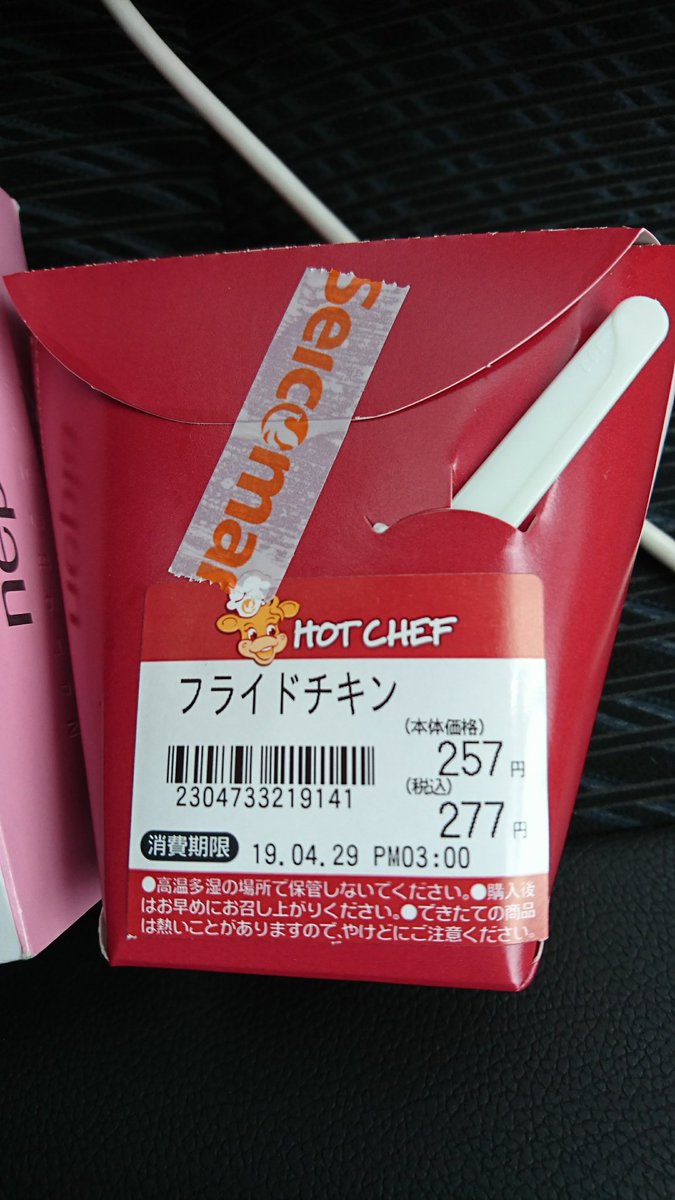 Seicomar
HOT CHEF
フライドチキン
(本体価格)
257円
(税込)
277円
2304733219141
消費期限 19.04.29 PM03:00
●高温多湿の場所で保管しないでください。●購入後
はお早めにお召し上がりください。●できたての商品
は熱いことがありますので、やけどにご注意ください。